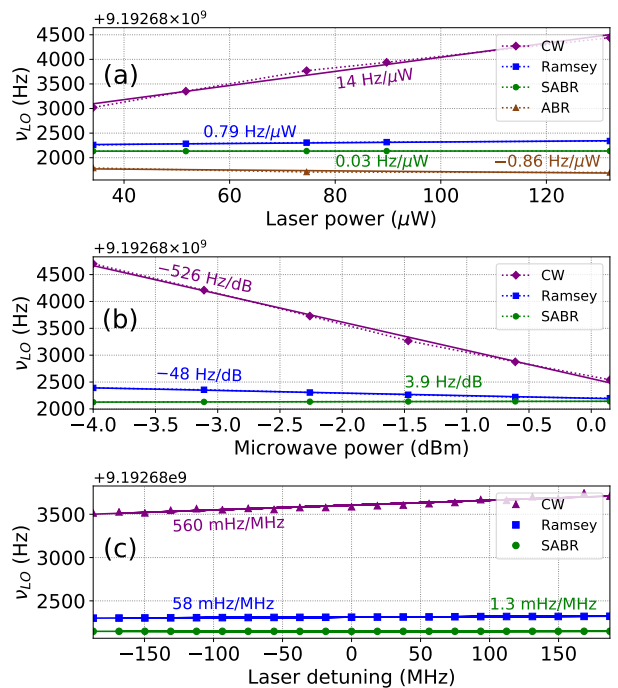 +9.19268×10⁹
4500
4000
3500
3000
2500
2000
ν_LO (Hz)
(a)
14 Hz/μW
0.79 Hz/μW
0.03 Hz/μW
−0.86 Hz/μW
CW
Ramsey
SABR
ABR
40 60 80 100 120
Laser power (μW)
+9.19268×10⁹
4500
4000
3500
3000
2500
2000
ν_LO (Hz)
(b)
−526 Hz/dB
−48 Hz/dB
3.9 Hz/dB
CW
Ramsey
SABR
−4.0 −3.5 −3.0 −2.5 −2.0 −1.5 −1.0 −0.5 0.0
Microwave power (dBm)
+9.19268e9
3500
3000
2500
ν_LO (Hz)
(c)
560 mHz/MHz
58 mHz/MHz
1.3 mHz/MHz
CW
Ramsey
SABR
−150 −100 −50 0 50 100 150
Laser detuning (MHz)